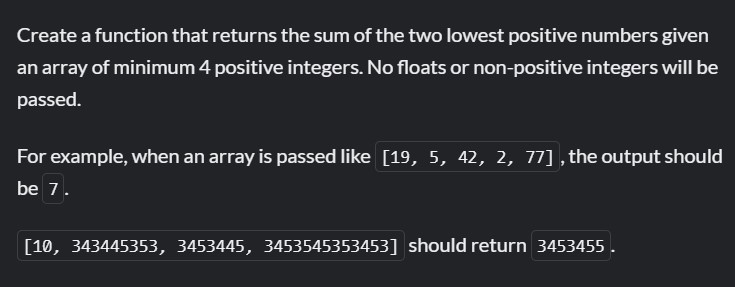 Create a function that returns the sum of the two lowest positive numbers given
an array of minimum 4 positive integers. No floats or non-positive integers will be
passed.
For example, when an array is passed like [19, 5, 42, 2, 77], the output should
be 7.
[10, 343445353, 3453445, 3453545353453] should return 3453455.